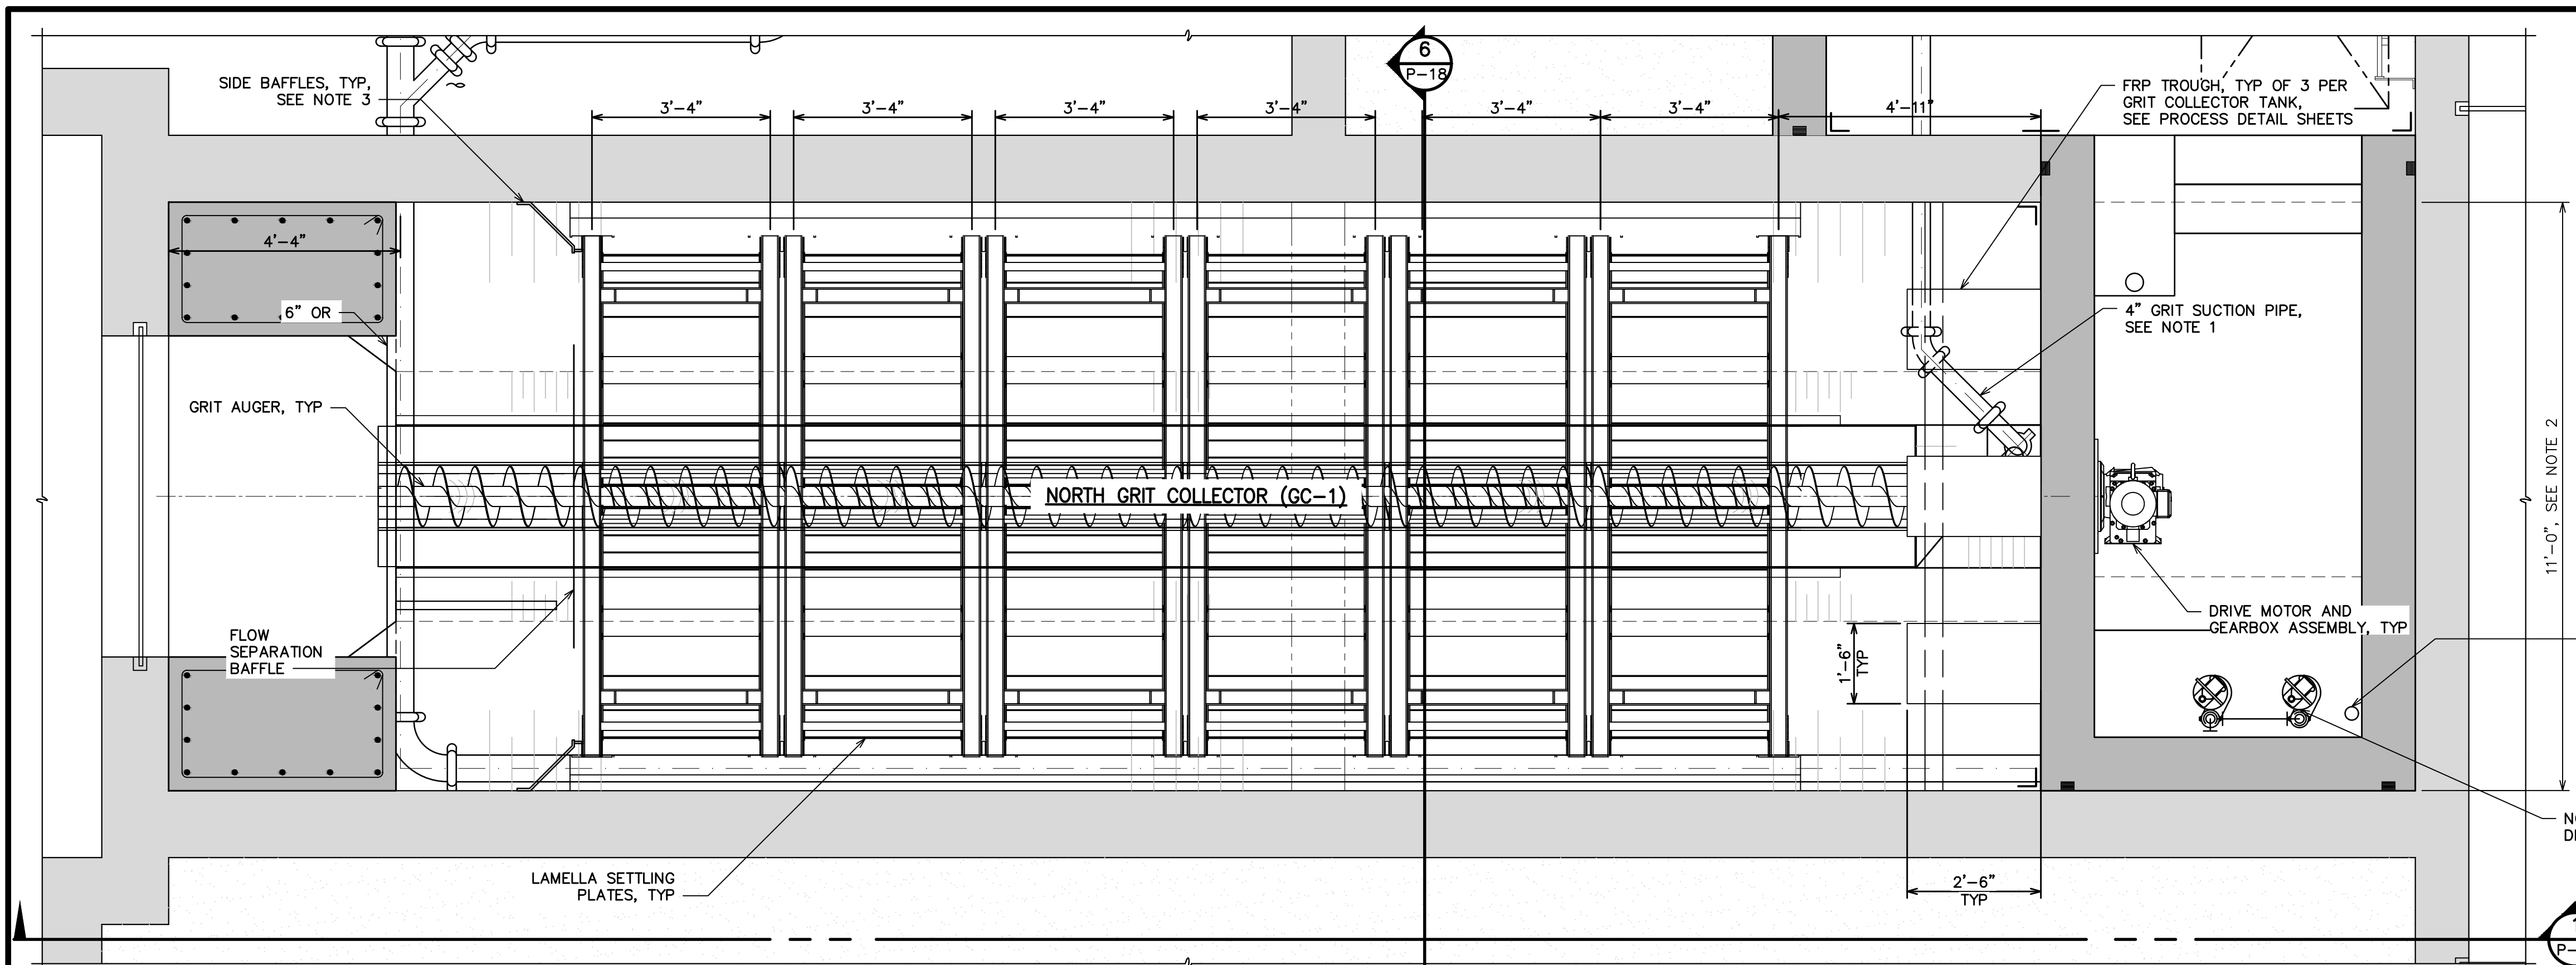 6
P-18
SIDE BAFFLES, TYP,
SEE NOTE 3
3'-4"
3'-4"
3'-4"
3'-4"
3'-4"
3'-4"
4'-11"
FRP TROUGH, TYP OF 3 PER
GRIT COLLECTOR TANK,
SEE PROCESS DETAIL SHEETS
4'-4"
6" OR
4" GRIT SUCTION PIPE,
SEE NOTE 1
GRIT AUGER, TYP
NORTH GRIT COLLECTOR (GC-1)
11'-0", SEE NOTE 2
DRIVE MOTOR AND
GEARBOX ASSEMBLY, TYP
FLOW
SEPARATION
BAFFLE
1'-6"
TYP
LAMELLA SETTLING
PLATES, TYP
2'-6"
TYP